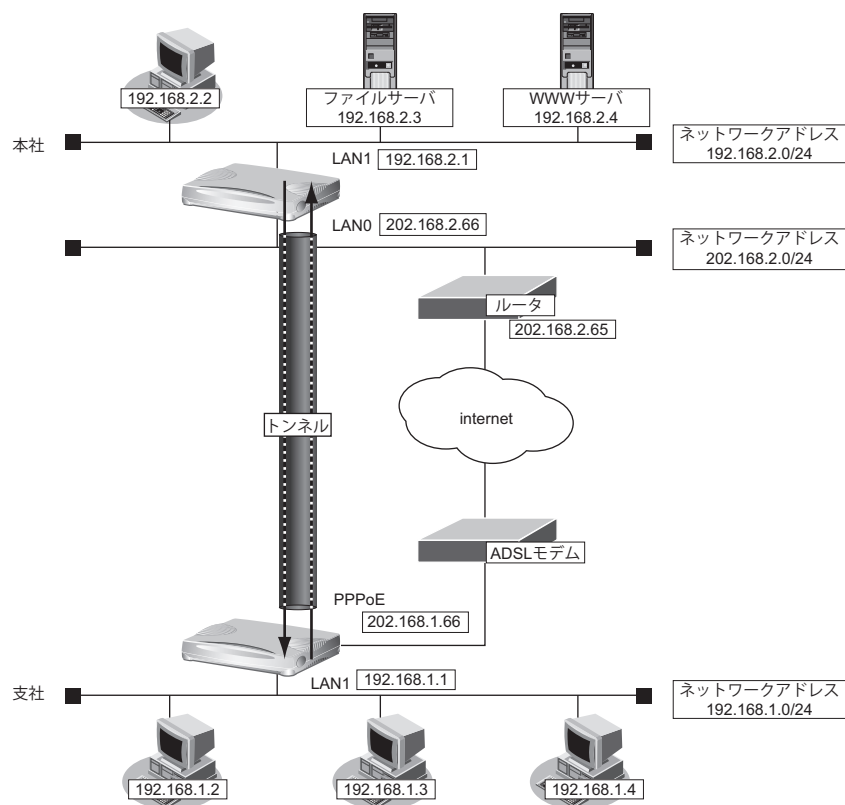 192.168.2.2
ファイルサーバ
192.168.2.3
WWWサーバ
192.168.2.4
本社
ネットワークアドレス
192.168.2.0/24
LAN1
192.168.2.1
LAN0
202.168.2.66
ネットワークアドレス
202.168.2.0/24
ルータ
202.168.2.65
トンネル
internet
ADSLモデム
PPPoE
202.168.1.66
LAN1
192.168.1.1
支社
ネットワークアドレス
192.168.1.0/24
192.168.1.2
192.168.1.3
192.168.1.4